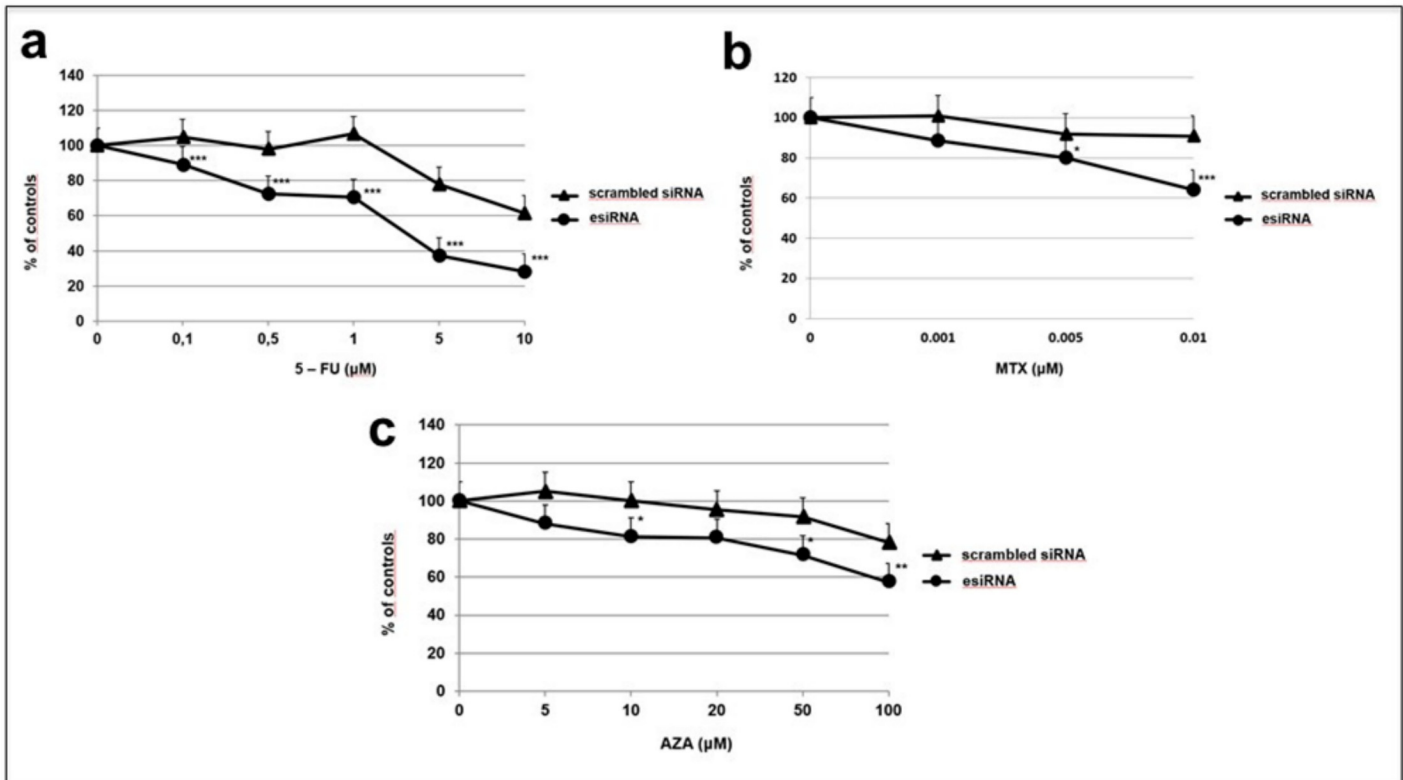 a
140
120
100
80
60
40
20
0
% of controls
***
***
***
***
***
0 0,1 0,5 1 5 10
5 – FU (µM)
scrambled siRNA
esiRNA
b
120
100
80
60
40
20
0
% of controls
*
***
0 0.001 0.005 0.01
MTX (µM)
scrambled siRNA
esiRNA
c
140
120
100
80
60
40
20
0
% of controls
*
*
**
0 5 10 20 50 100
AZA (µM)
scrambled siRNA
esiRNA